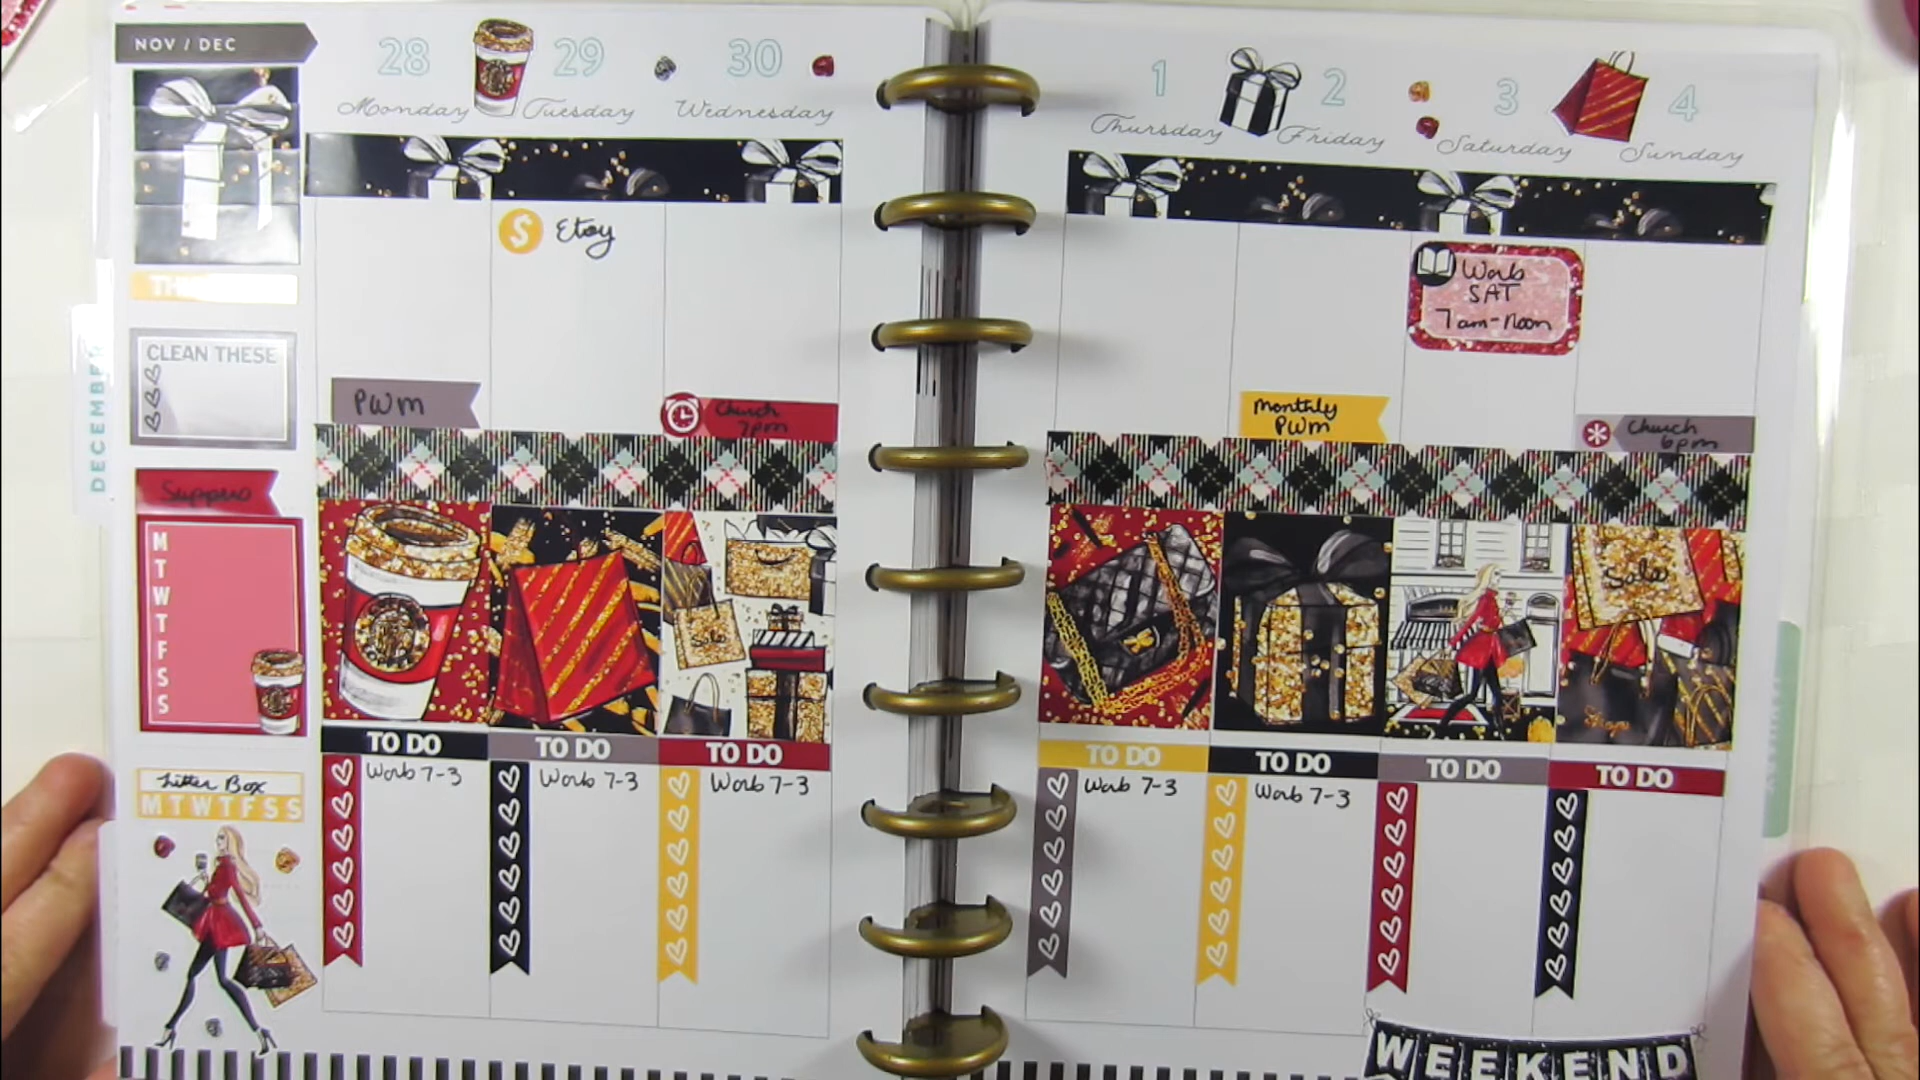 NOV / DEC
28
29
30
1
2
3
4
Monday
Tuesday
Wednesday
Thursday
Friday
Saturday
Sunday
$ Etsy
Work
SAT
7am-Noon
CLEAN THESE
DECEMBER
PWM
Church
7pm
Monthly
PWM
Church
6pm
Suppers
M
T
W
T
F
S
S
Sale
Sale
TO DO
TO DO
TO DO
TO DO
TO DO
TO DO
TO DO
Work 7-3
Work 7-3
Work 7-3
Work 7-3
Work 7-3
Litter Box
M T W T F S S
WEEKEND